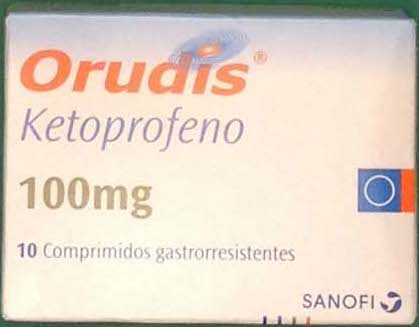 Orudis®
Ketoprofeno
100mg
10 Comprimidos gastrorresistentes
SANOFI